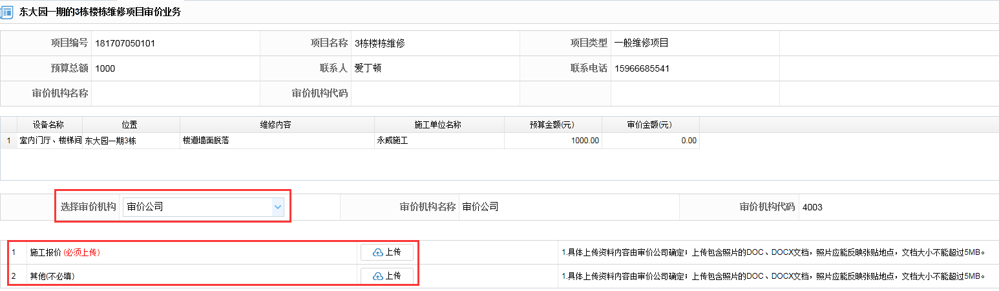 东大园一期的3栋楼栋维修项目审价业务
项目编号 181707050101 项目名称 3栋楼栋维修 项目类型 一般维修项目
预算总额 1000 联系人 爱丁顿 联系电话 15966685541
审价机构名称 审价机构代码
设备名称 位置 维修内容 施工单位名称 预算金额(元) 审价金额(元)
1 室内门厅、楼梯间 东大园一期3栋 楼道墙面脱落 永威施工 1000.00 0.00
选择审价机构 审价公司 审价机构名称 审价公司 审价机构代码 4003
1 施工报价 (必须上传) 上传 1.具体上传资料内容由审价公司确定；上传包含照片的DOC、DOCX文档，照片应能反映张贴地点，文档大小不能超过5MB。
2 其他(不必填) 上传 1.具体上传资料内容由审价公司确定；上传包含照片的DOC、DOCX文档，照片应能反映张贴地点，文档大小不能超过5MB。